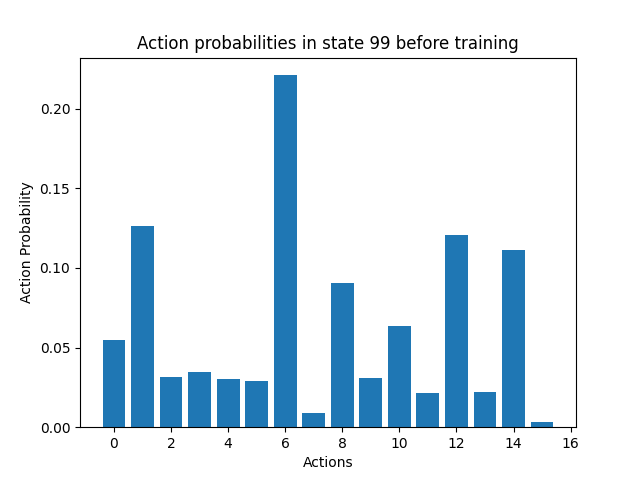 Action probabilities in state 99 before training
0.20
0.15
0.10
0.05
0.00
Action Probability
0 2 4 6 8 10 12 14 16
Actions